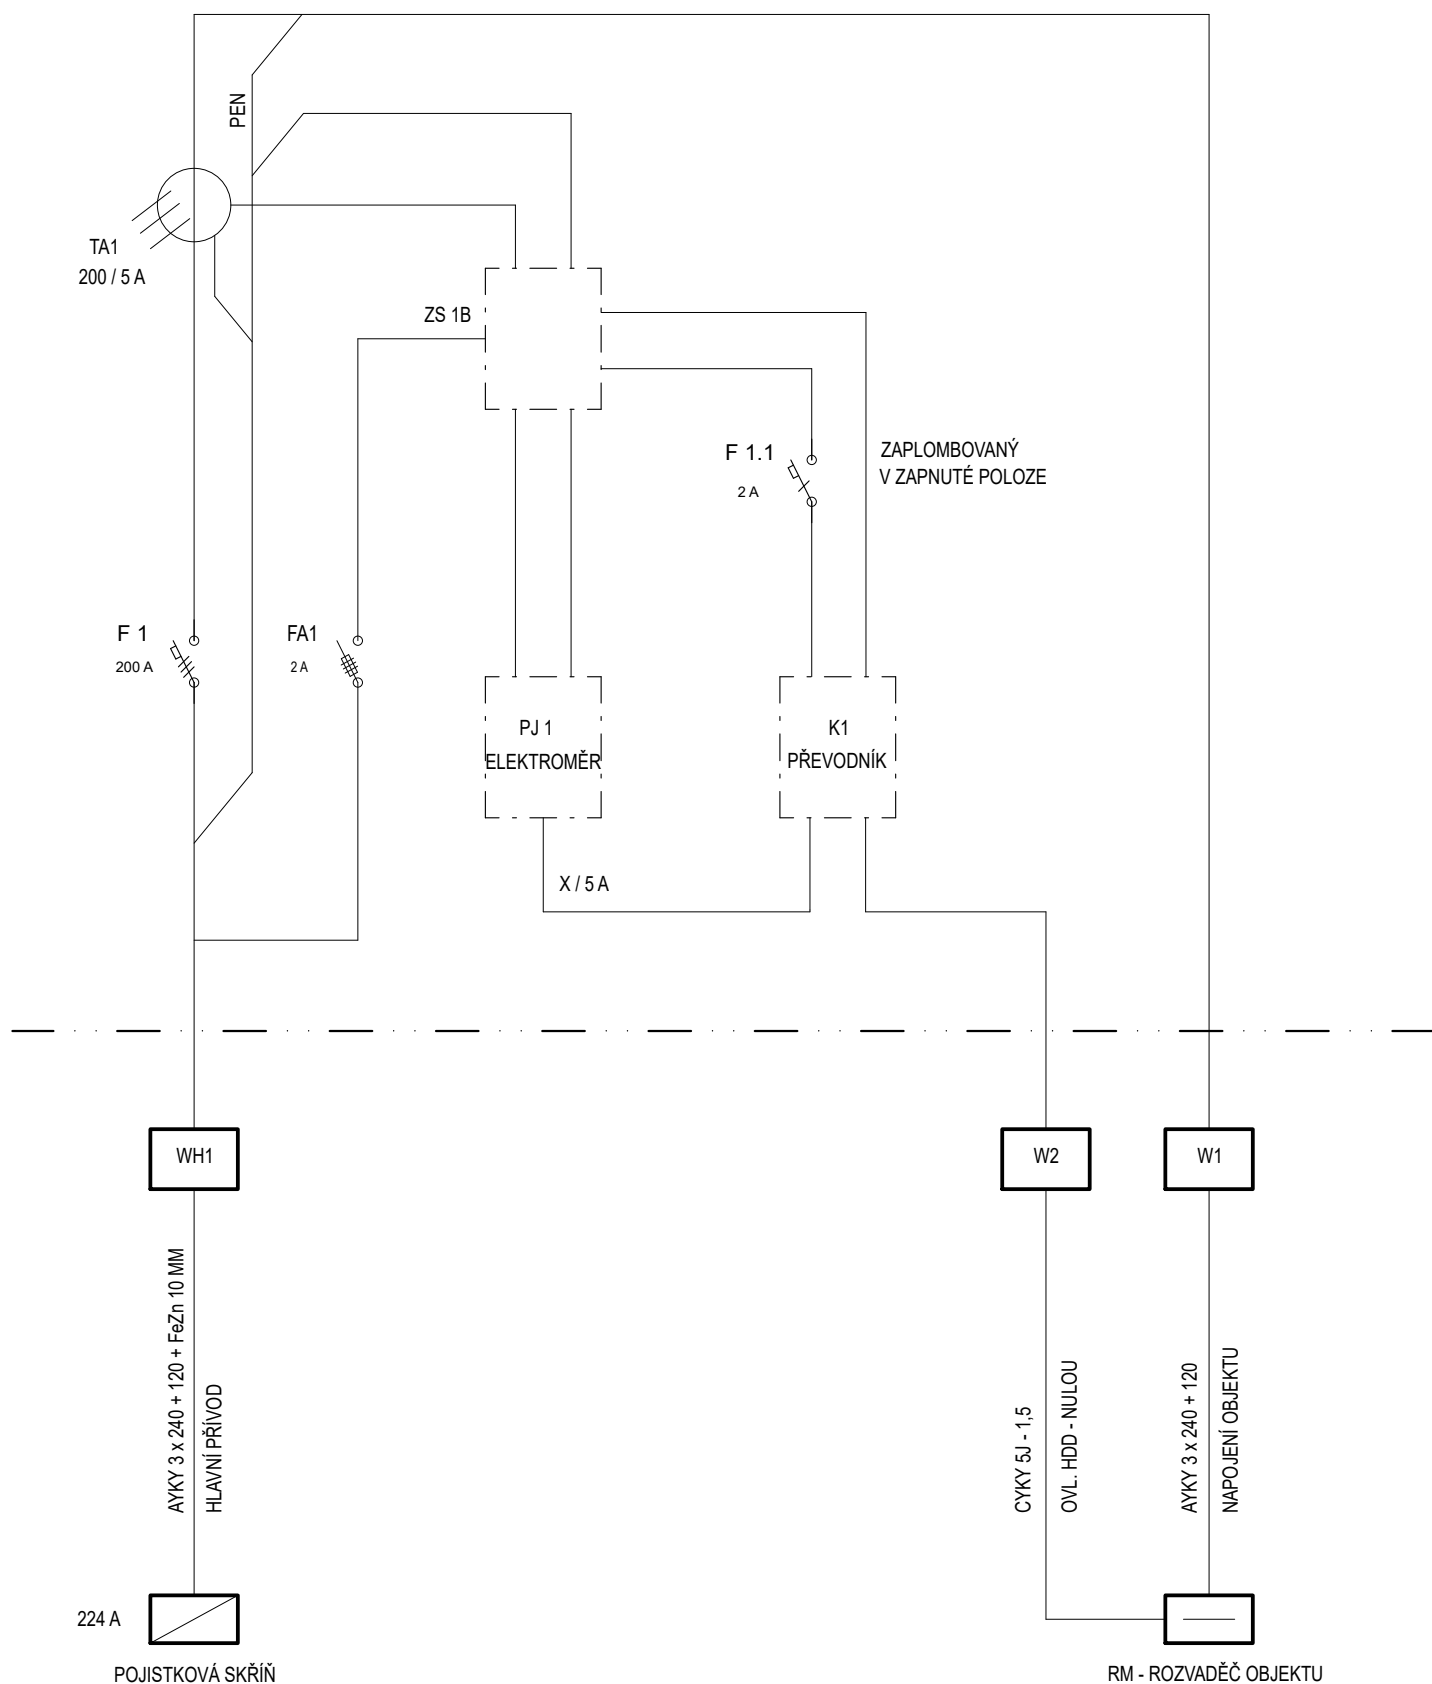 PEN
TA1
200 / 5 A
ZS 1B
F 1.1
2 A
ZAPLOMBOVANÝ
V ZAPNUTÉ POLOZE
F 1
200 A
FA1
2 A
PJ 1
ELEKTROMĚR
K1
PŘEVODNÍK
X / 5 A
WH1
W2
W1
AYKY 3 x 240 + 120 + FeZn 10 MM
HLAVNÍ PŘÍVOD
CYKY 5J - 1,5
OVL. HDD - NULOU
AYKY 3 x 240 + 120
NAPOJENÍ OBJEKTU
224 A
POJISTKOVÁ SKŘÍŇ
RM - ROZVADĚČ OBJEKTU